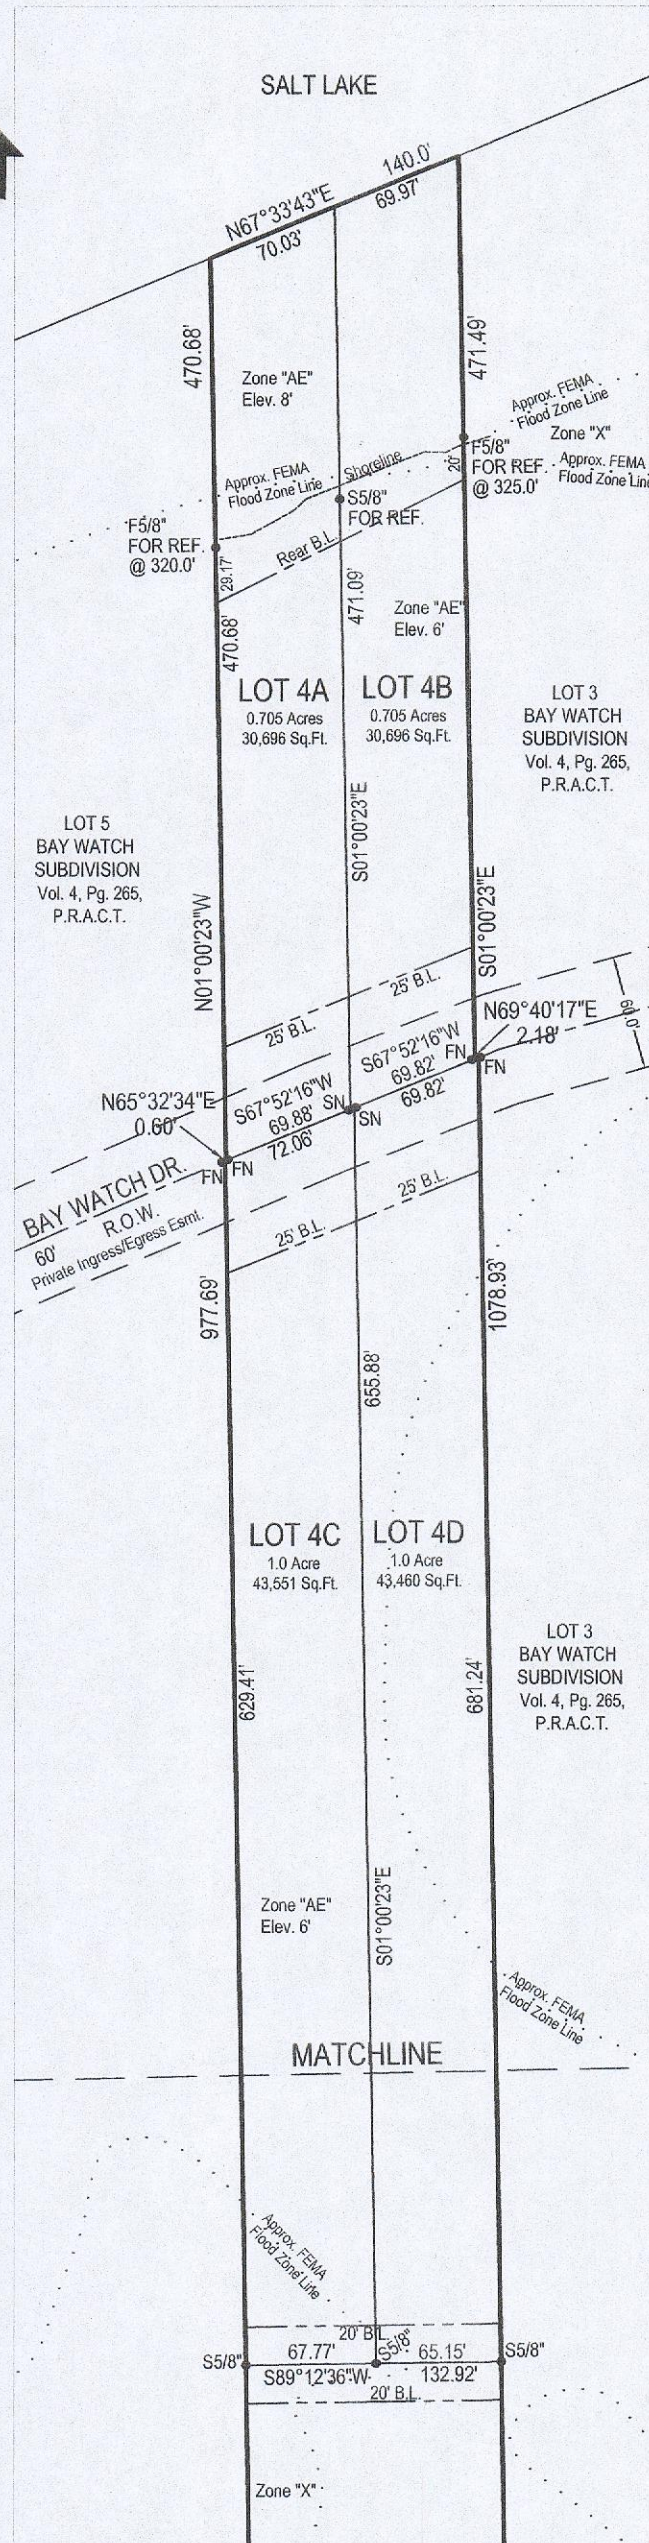 SALT LAKE
140.0'
N67°33'43"E
69.97'
70.03'
470.68'
471.49'
Zone "AE"
Elev. 8'
Approx. FEMA
Flood Zone Line
Zone "X"
Shoreline
Approx. FEMA
Flood Zone Line
20'
F5/8"
FOR REF.
@ 325.0'
Approx. FEMA
Flood Zone Line
S5/8"
FOR REF.
F5/8"
FOR REF.
@ 320.0'
Rear B.L.
29.17'
471.09'
Zone "AE"
Elev. 6'
470.68'
LOT 4A
0.705 Acres
30,696 Sq.Ft.
LOT 4B
0.705 Acres
30,696 Sq.Ft.
LOT 3
BAY WATCH
SUBDIVISION
Vol. 4, Pg. 265,
P.R.A.C.T.
LOT 5
BAY WATCH
SUBDIVISION
Vol. 4, Pg. 265,
P.R.A.C.T.
S01°00'23"E
N01°00'23"W
S01°00'23"E
25' B.L.
25' B.L.
60.0'
N69°40'17"E
2.18'
S67°52'16"W
69.82'
FN
FN
69.82'
N65°32'34"E
0.60'
S67°52'16"W
69.88'
SN
SN
72.06'
FN
FN
BAY WATCH DR.
60' R.O.W.
Private Ingress/Egress Esmt.
25' B.L.
25' B.L.
977.69'
1078.93'
655.88'
LOT 4C
1.0 Acre
43,551 Sq.Ft.
LOT 4D
1.0 Acre
43,460 Sq.Ft.
LOT 3
BAY WATCH
SUBDIVISION
Vol. 4, Pg. 265,
P.R.A.C.T.
629.41'
681.24'
Zone "AE"
Elev. 6'
S01°00'23"E
Approx. FEMA
Flood Zone Line
MATCHLINE
Approx. FEMA
Flood Zone Line
20' B.L.
S5/8"
67.77'
S5/8"
65.15'
S5/8"
S89°12'36"W
132.92'
20' B.L.
Zone "X"